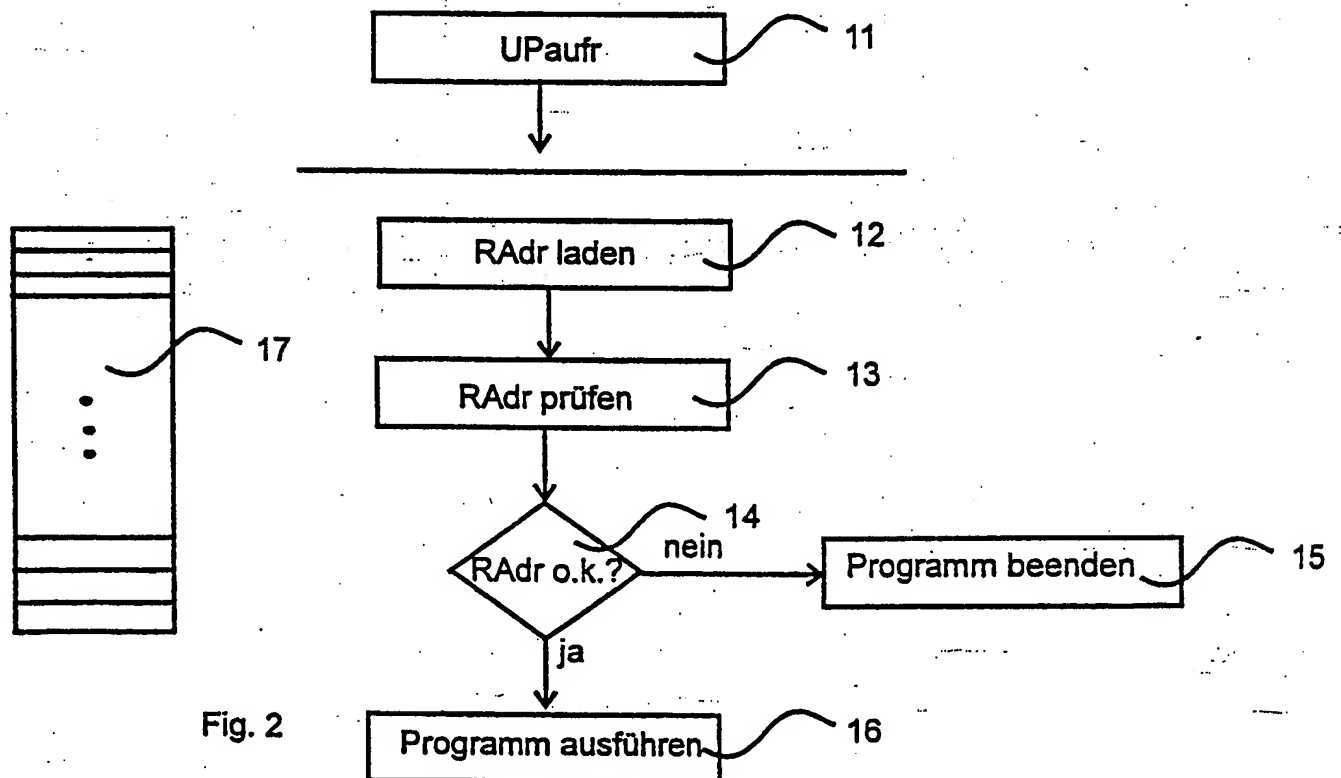 UPaufr
11
RAdr laden
12
17
RAdr prüfen
13
14
RAdr o.k.?
nein
Programm beenden
15
ja
Fig. 2
Programm ausführen
16